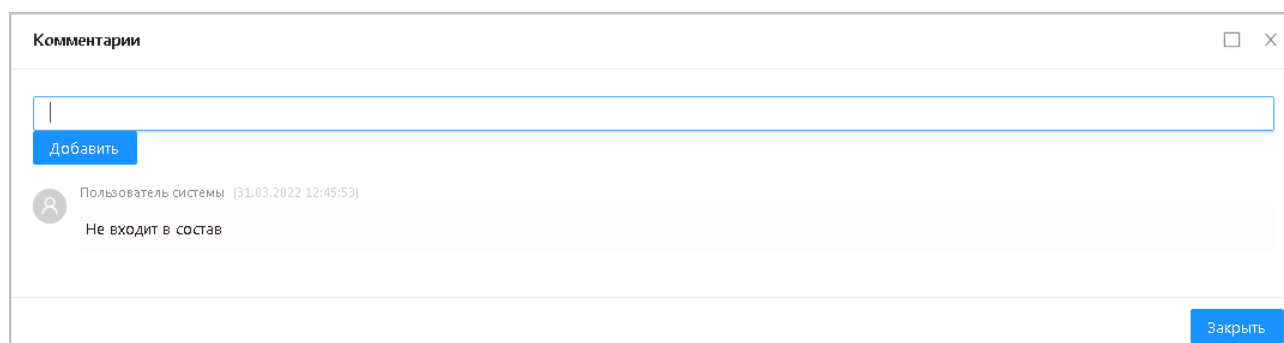 Комментарии
Добавить
Пользователь системы (31.03.2022 12:45:53)
Не входит в состав
Закрыть